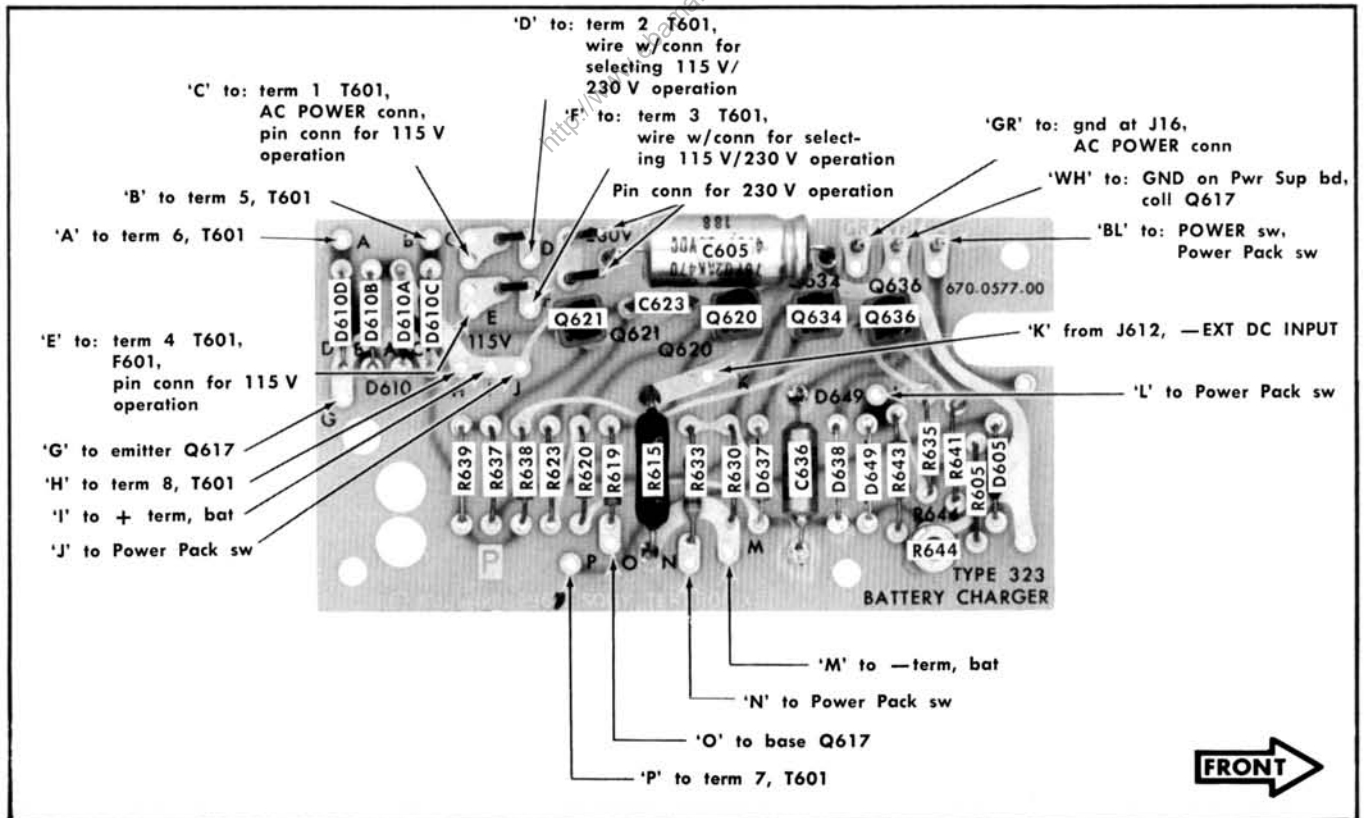 'D' to: term 2 T601,
wire w/conn for
selecting 115 V/
230 V operation
'C' to: term 1 T601,
AC POWER conn,
pin conn for 115 V
operation
'F' to: term 3 T601,
wire w/conn for select-
ing 115 V/230 V operation
Pin conn for 230 V operation
'GR' to: gnd at J16,
AC POWER conn
'WH' to: GND on Pwr Sup bd,
coll Q617
'BL' to: POWER sw,
Power Pack sw
'B' to term 5, T601
'A' to term 6, T601
A
B
C
D
188
C605
GR
670-0577-00
D610D
D610B
D610A
D610C
E
115V
Q621
C623
Q620
Q634
Q636
Q634
Q636
Q621
Q620
'K' from J612, —EXT DC INPUT
'E' to: term 4 T601,
F601,
pin conn for 115 V
operation
D610
H
J
K
D649
'L' to Power Pack sw
G
'G' to emitter Q617
'H' to term 8, T601
'I' to + term, bat
'J' to Power Pack sw
R639
R637
R638
R623
R620
R619
R615
R633
R630
D637
C636
D638
D649
R643
R635
R641
R605
D605
R644
R644
P
P
O
N
M
TYPE 323
BATTERY CHARGER
'M' to —term, bat
'N' to Power Pack sw
'O' to base Q617
'P' to term 7, T601
FRONT